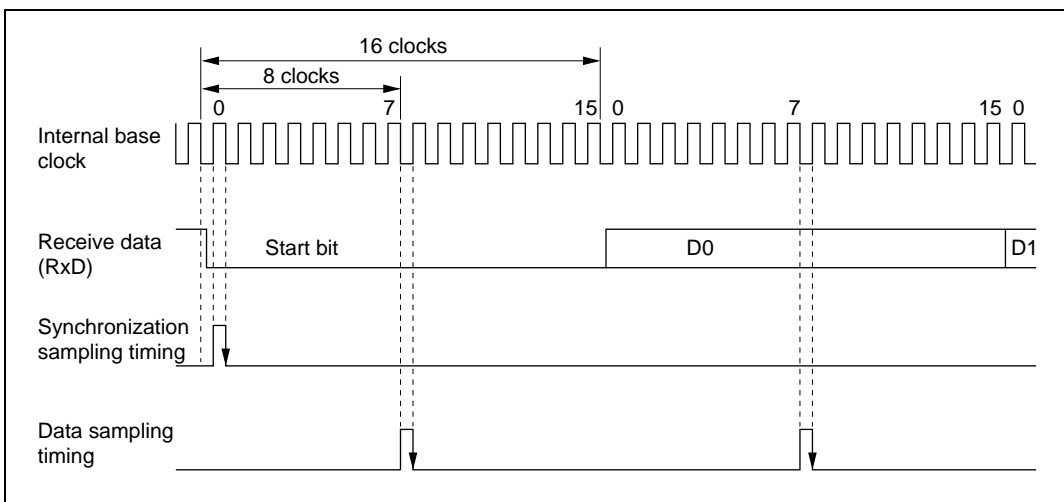 16 clocks
8 clocks
0 7 15 0 7 15 0
Internal base
clock
Receive data
(RxD)
Start bit D0 D1
Synchronization
sampling timing
Data sampling
timing